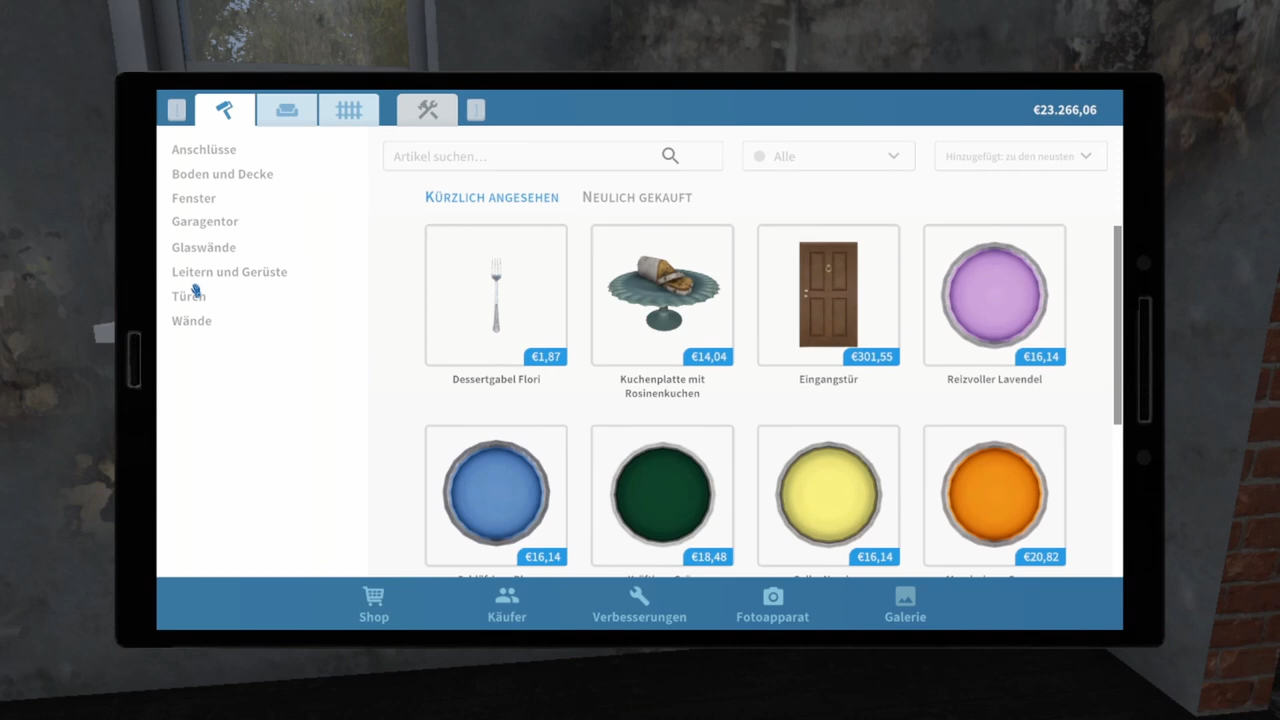 €23.266,06
Anschlüsse
Boden und Decke
Fenster
Garagentor
Glaswände
Leitern und Gerüste
Türen
Wände
Artikel suchen...
Alle
Hinzugefügt: zu den neusten
KÜRZLICH ANGESEHEN
NEULICH GEKAUFT
€1,87
€14,04
€301,55
€16,14
Dessertgabel Flori
Kuchenplatte mit
Rosinenkuchen
Eingangstür
Reizvoller Lavendel
€16,14
€18,48
€16,14
€20,82
Shop
Käufer
Verbesserungen
Fotoapparat
Galerie